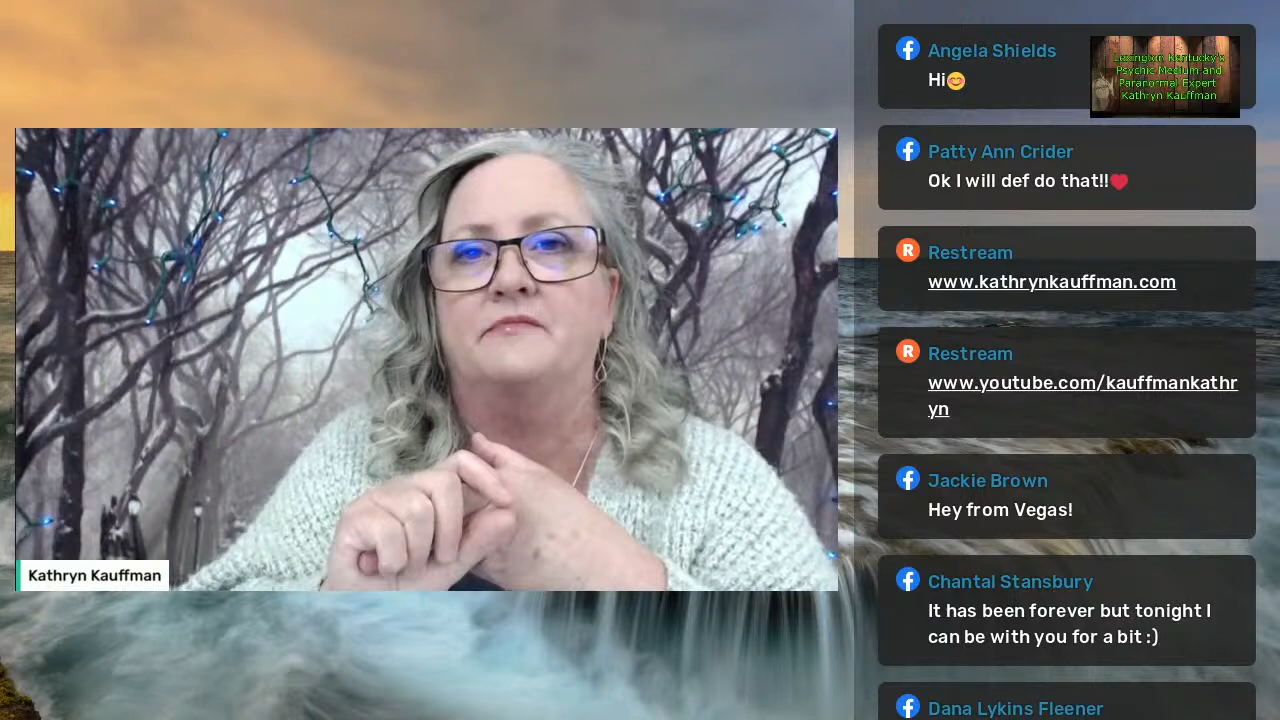 Angela Shields
Hi😊
Lexington Kentucky's
Psychic Medium and
Paranormal Expert
Kathryn Kauffman
Patty Ann Crider
Ok I will def do that!!❤️
Restream
www.kathrynkauffman.com
Restream
www.youtube.com/kauffmankathr
yn
Jackie Brown
Hey from Vegas!
Chantal Stansbury
It has been forever but tonight I
can be with you for a bit :)
Dana Lykins Fleener
Kathryn Kauffman